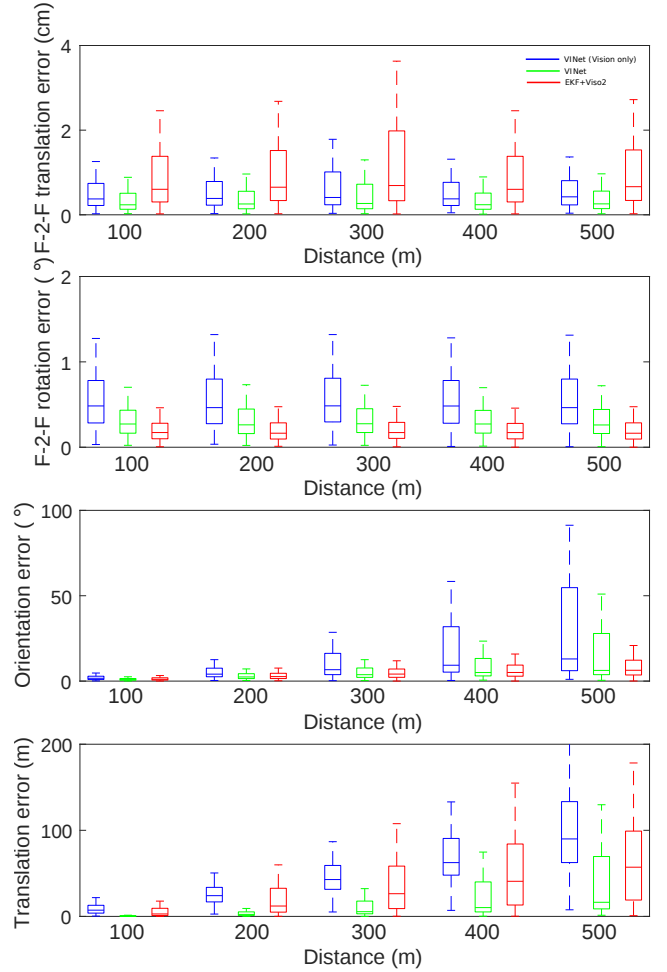 F-2-F translation error (cm)
4
2
0
VINet (Vision only)
VINet
EKF+Viso2
100 200 300 400 500
Distance (m)
F-2-F rotation error ( °)
2
1
0
100 200 300 400 500
Distance (m)
Orientation error ( °)
100
50
0
100 200 300 400 500
Distance (m)
Translation error (m)
200
100
0
100 200 300 400 500
Distance (m)